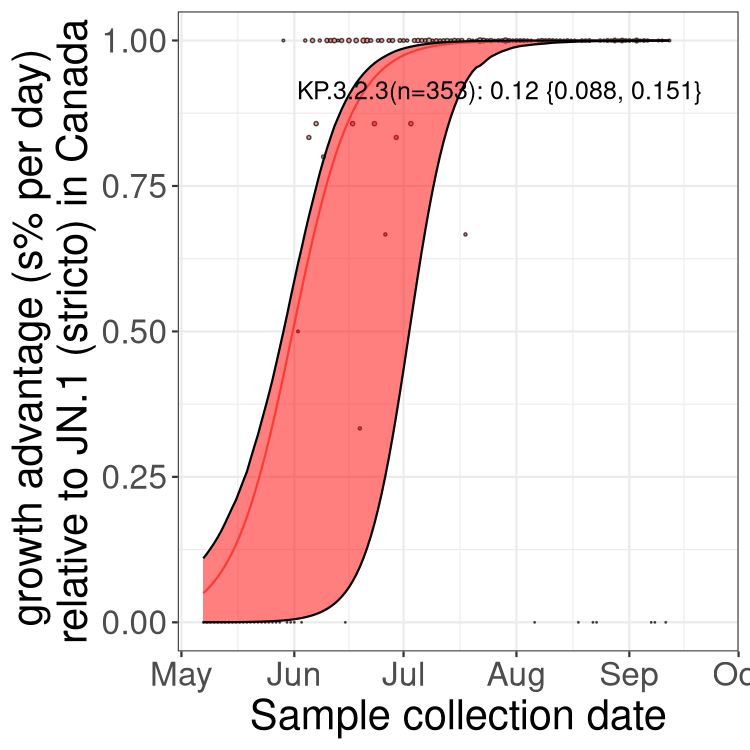 growth advantage (s% per day)
relative to JN.1 (stricto) in Canada
1.00
0.75
0.50
0.25
0.00
KP.3.2.3(n=353): 0.12 {0.088, 0.151}
May Jun Jul Aug Sep Oc
Sample collection date